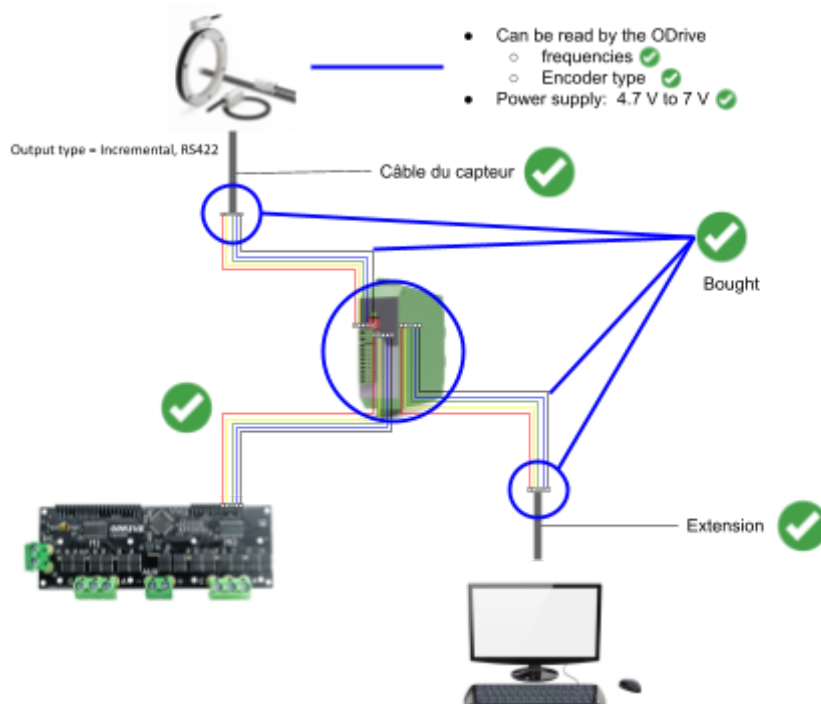 Can be read by the ODrive
frequencies
Encoder type
Power supply: 4.7 V to 7 V
Output type = Incremental, RS422
Câble du capteur
Bought
Extension